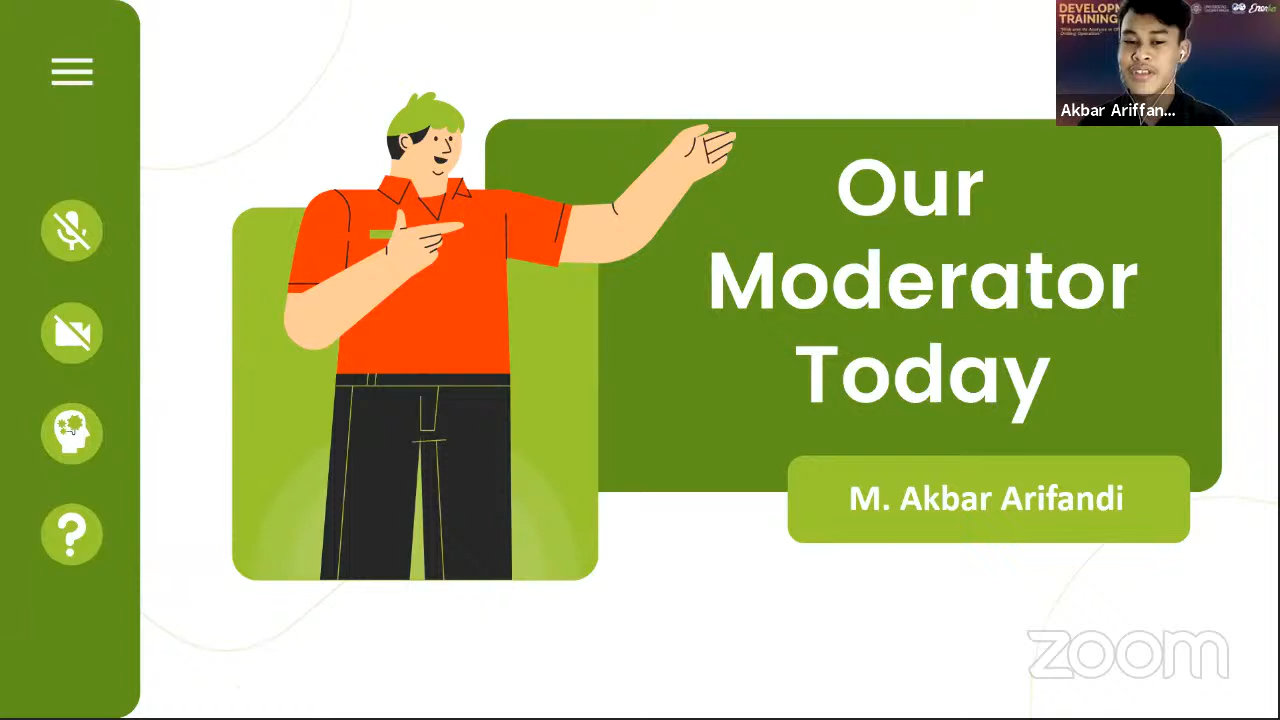 DEVELOPM
TRAINING
Akbar Ariffan...
Our
Moderator
Today
M. Akbar Arifandi
zoom